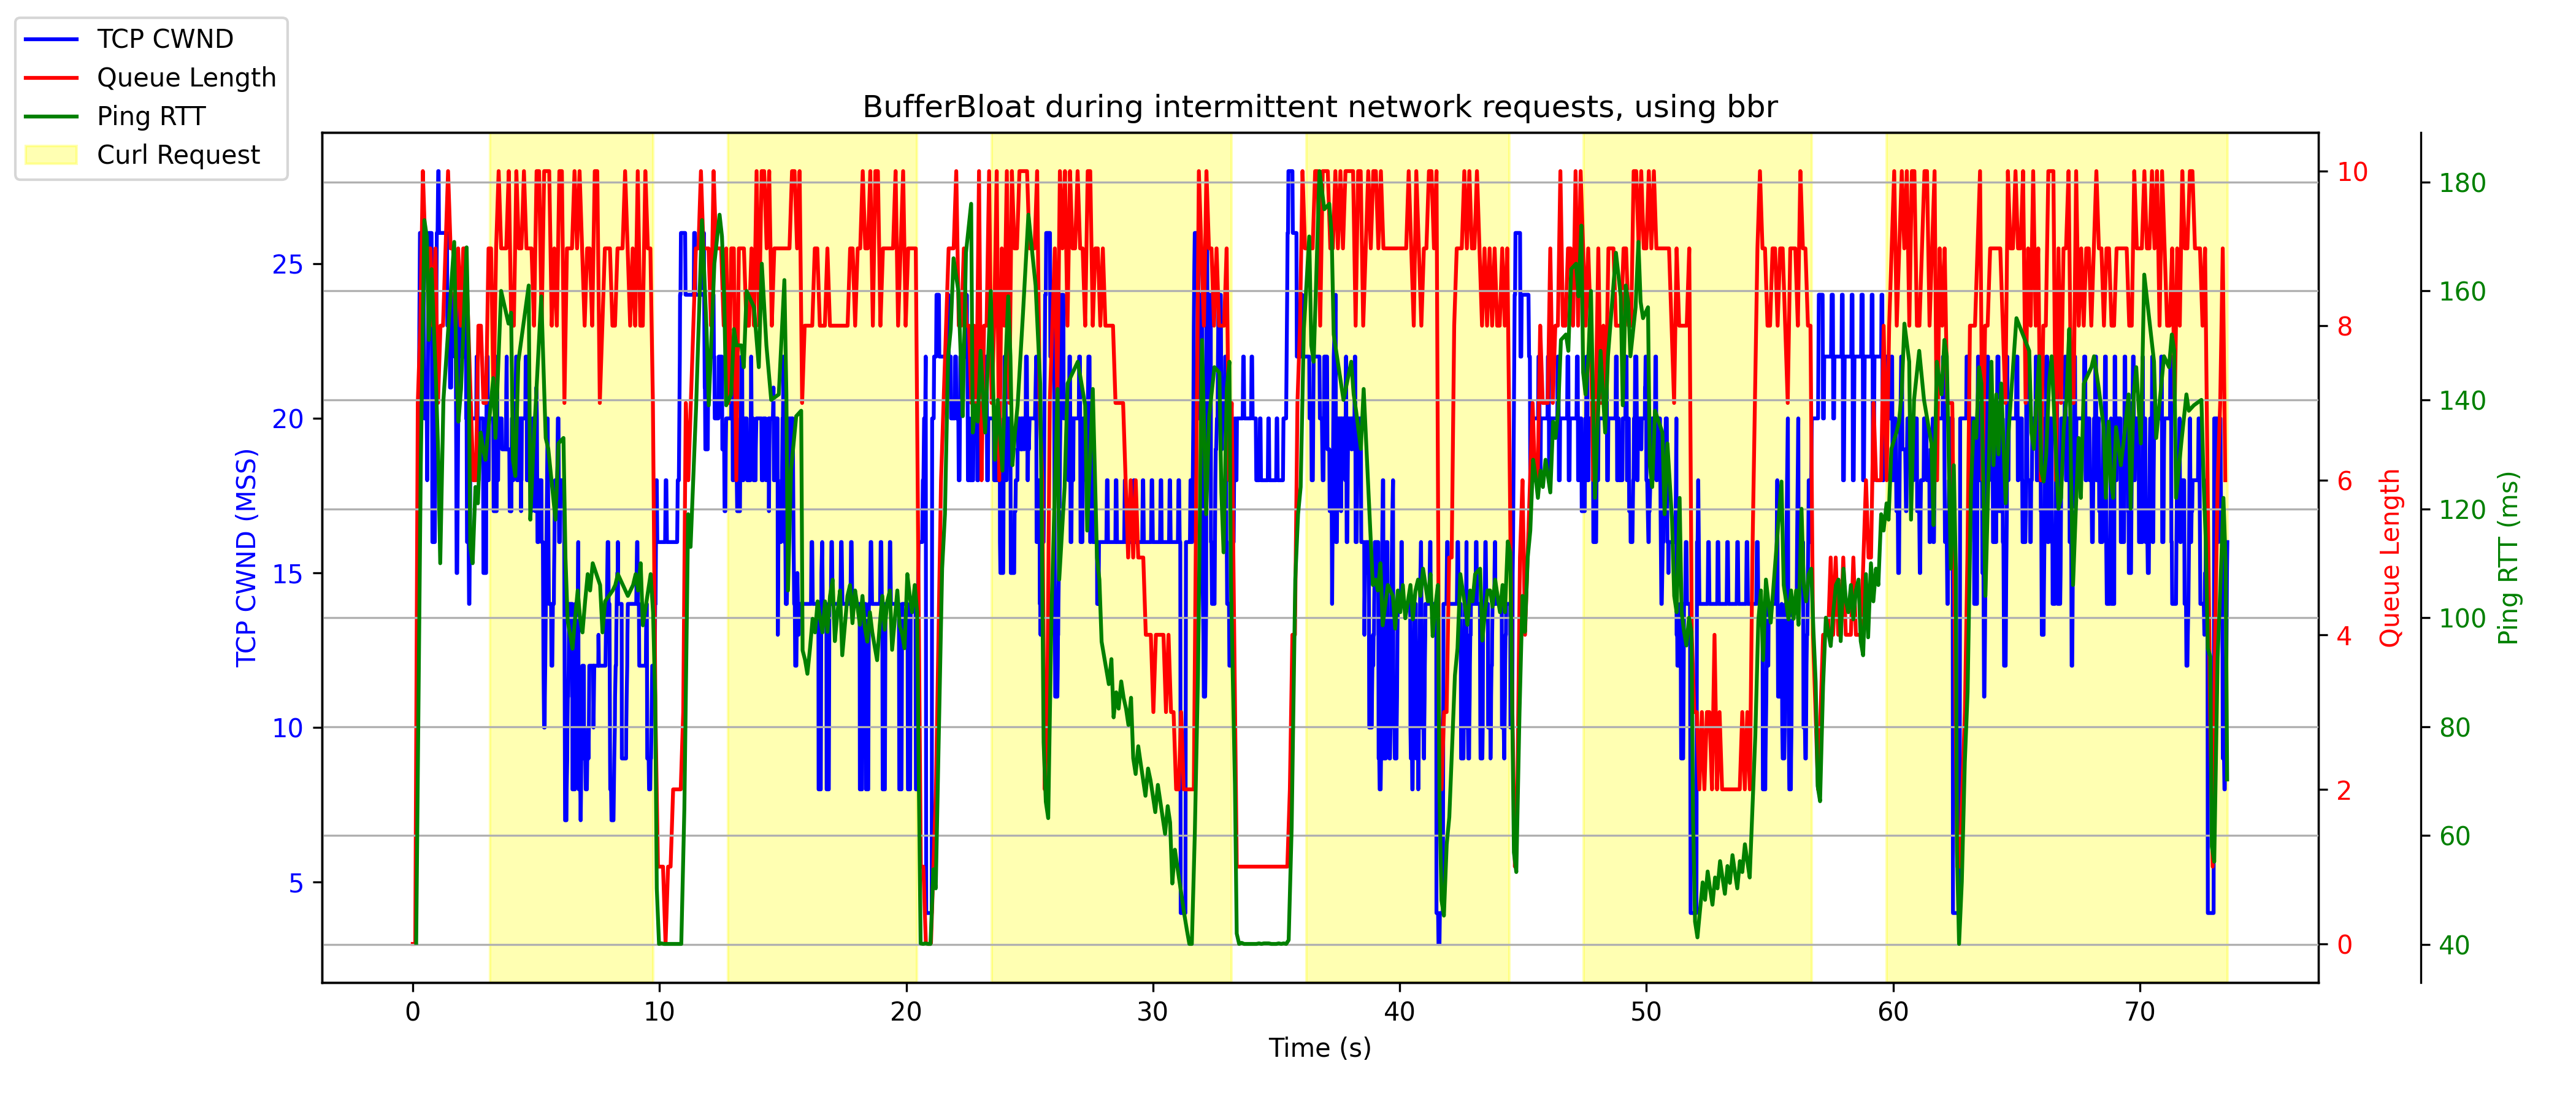 TCP CWND
Queue Length
Ping RTT
Curl Request
BufferBloat during intermittent network requests, using bbr
TCP CWND (MSS)
25
20
15
10
5
0 10 20 30 40 50 60 70
Time (s)
10
8
6
4
2
0
Queue Length
180
160
140
120
100
80
60
40
Ping RTT (ms)